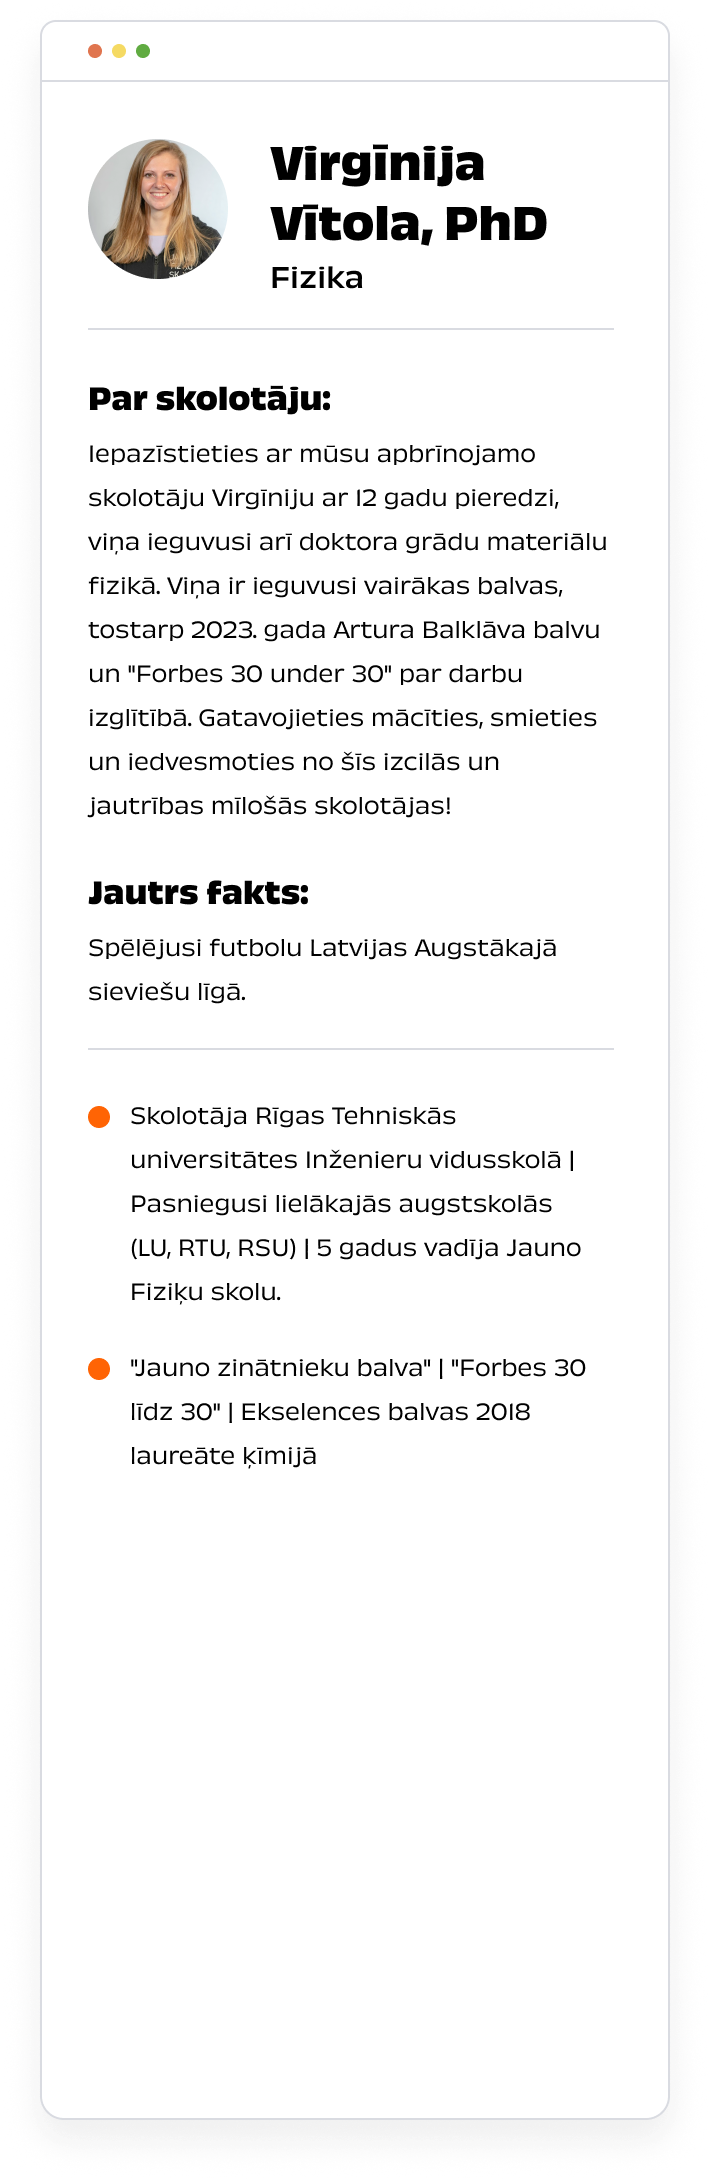 Virgīnija
Vītola, PhD
Fizika
Par skolotāju:
Iepazīstieties ar mūsu apbrīnojamo
skolotāju Virgīniju ar 12 gadu pieredzi,
viņa ieguvusi arī doktora grādu materiālu
fizikā. Viņa ir ieguvusi vairākas balvas,
tostarp 2023. gada Artura Balklāva balvu
un "Forbes 30 under 30" par darbu
izglītībā. Gatavojieties mācīties, smieties
un iedvesmoties no šīs izcilās un
jautrības mīlošās skolotājas!
Jautrs fakts:
Spēlējusi futbolu Latvijas Augstākajā
sieviešu līgā.
Skolotāja Rīgas Tehniskās
universitātes Inženieru vidusskolā |
Pasniegusi lielākajās augstskolās
(LU, RTU, RSU) | 5 gadus vadīja Jauno
Fiziķu skolu.
"Jauno zinātnieku balva" | "Forbes 30
līdz 30" | Ekselences balvas 2018
laureāte ķīmijā